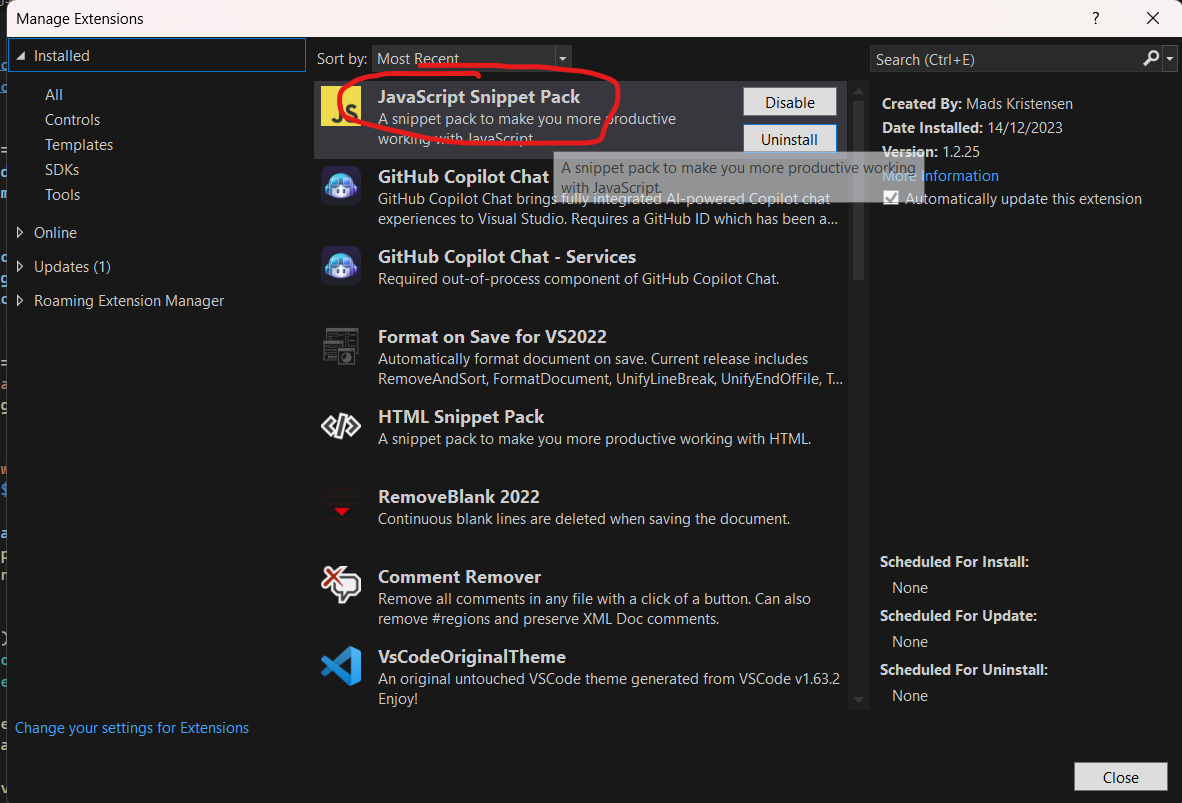 Manage Extensions
?
Installed
All
Controls
Templates
SDKs
Tools
Online
Updates (1)
Roaming Extension Manager
Change your settings for Extensions
Sort by: Most Recent
JS
JavaScript Snippet Pack
A snippet pack to make you more productive
working with JavaScript.
Disable
Uninstall
A snippet pack to make you more productive working
with JavaScript.
GitHub Copilot Chat
GitHub Copilot Chat brings fully integrated AI-powered Copilot chat
experiences to Visual Studio. Requires a GitHub ID which has been a...
GitHub Copilot Chat - Services
Required out-of-process component of GitHub Copilot Chat.
Format on Save for VS2022
Automatically format document on save. Current release includes
RemoveAndSort, FormatDocument, UnifyLineBreak, UnifyEndOfFile, T...
HTML Snippet Pack
A snippet pack to make you more productive working with HTML.
RemoveBlank 2022
Continuous blank lines are deleted when saving the document.
Comment Remover
Remove all comments in any file with a click of a button. Can also
remove #regions and preserve XML Doc comments.
VsCodeOriginalTheme
An original untouched VSCode theme generated from VSCode v1.63.2
Enjoy!
Search (Ctrl+E)
Created By: Mads Kristensen
Date Installed: 14/12/2023
Version: 1.2.25
More Information
Automatically update this extension
Scheduled For Install:
None
Scheduled For Update:
None
Scheduled For Uninstall:
None
Close